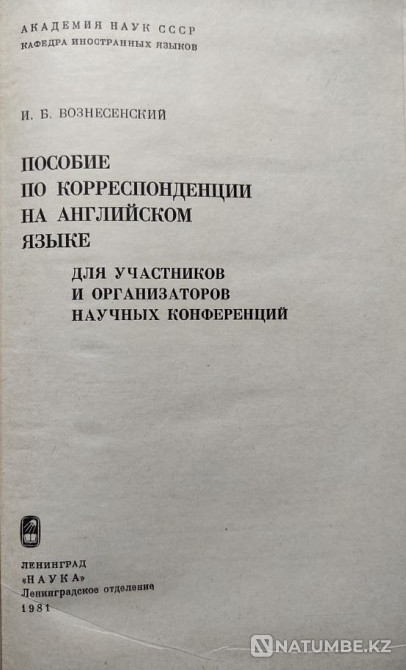 АКАДЕМИЯ НАУК СССР
КАФЕДРА ИНОСТРАННЫХ ЯЗЫКОВ
И. Б. ВОЗНЕСЕНСКИЙ
ПОСОБИЕ
ПО КОРРЕСПОНДЕНЦИИ
НА АНГЛИЙСКОМ
ЯЗЫКЕ
ДЛЯ УЧАСТНИКОВ
И ОРГАНИЗАТОРОВ
НАУЧНЫХ КОНФЕРЕНЦИЙ
ЛЕНИНГРАД
«НАУКА»
Ленинградское отделение
1981
NATUMBE.KZ